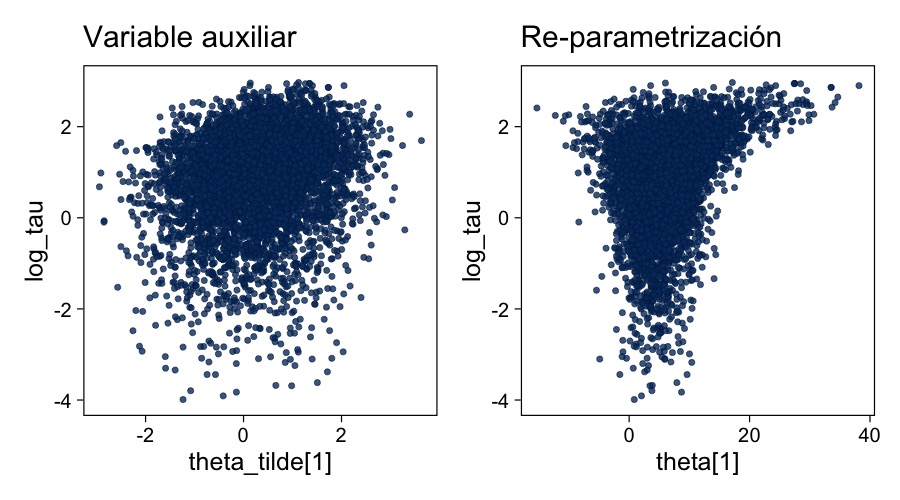 Variable auxiliar
log_tau
2
0
-2
-4
-2 0 2
theta_tilde[1]
Re-parametrización
log_tau
2
0
-2
-4
0 20 40
theta[1]